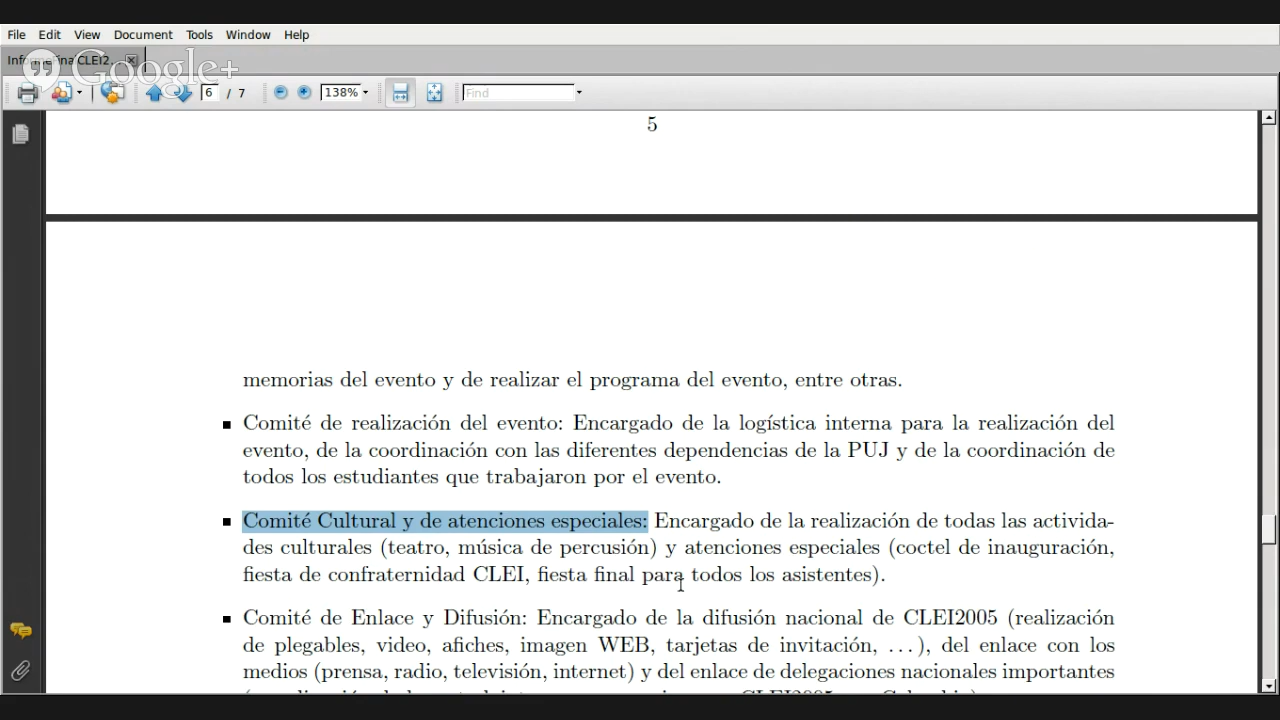 File Edit View Document Tools Window Help
InformeFinalCLEI2...
Google+
6 / 7 138% Find
5
memorias del evento y de realizar el programa del evento, entre otras.
Comité de realización del evento: Encargado de la logística interna para la realización del
evento, de la coordinación con las diferentes dependencias de la PUJ y de la coordinación de
todos los estudiantes que trabajaron por el evento.
Comité Cultural y de atenciones especiales: Encargado de la realización de todas las activida-
des culturales (teatro, música de percusión) y atenciones especiales (coctel de inauguración,
fiesta de confraternidad CLEI, fiesta final para todos los asistentes).
Comité de Enlace y Difusión: Encargado de la difusión nacional de CLEI2005 (realización
de plegables, video, afiches, imagen WEB, tarjetas de invitación, ...), del enlace con los
medios (prensa, radio, televisión, internet) y del enlace de delegaciones nacionales importantes